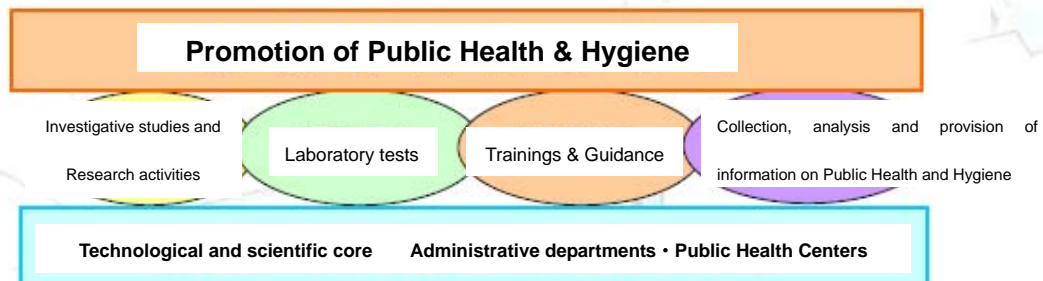 Promotion of Public Health & Hygiene
Investigative studies and
Research activities
Laboratory tests
Trainings & Guidance
Collection, analysis and provision of
information on Public Health and Hygiene
Technological and scientific core Administrative departments・Public Health Centers